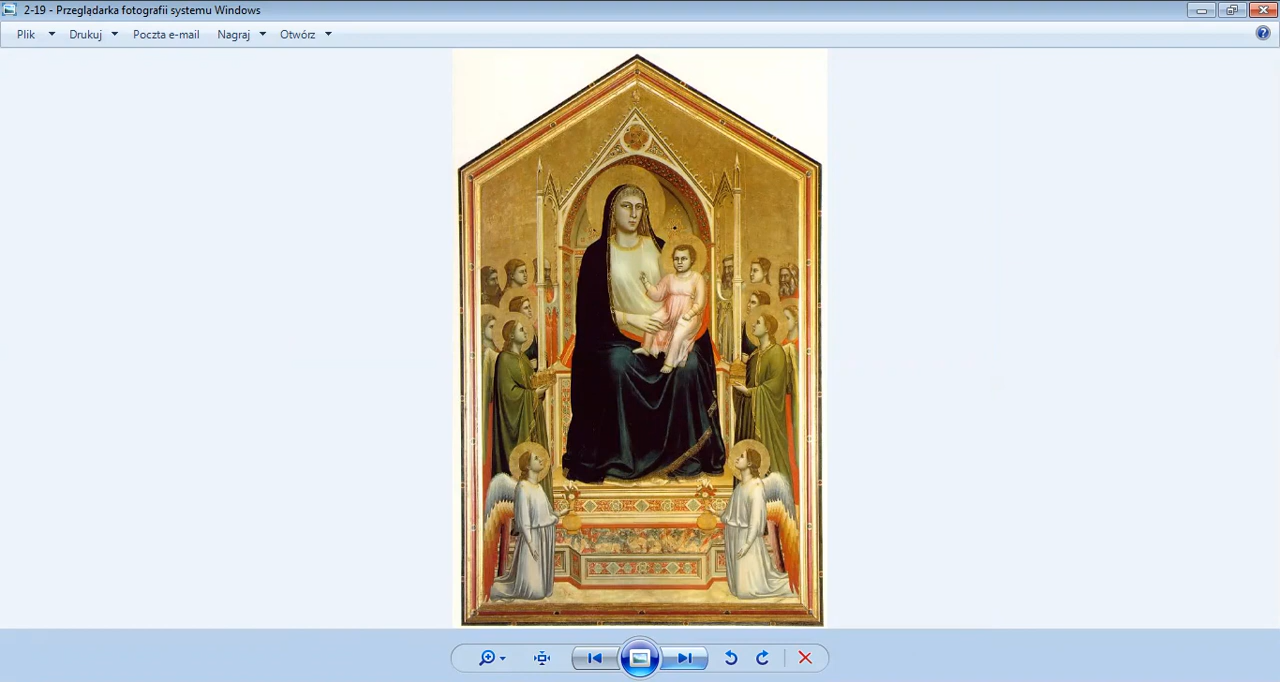 2-19 - Przeglądarka fotografii systemu Windows
Plik Drukuj Poczta e-mail Nagraj Otwórz